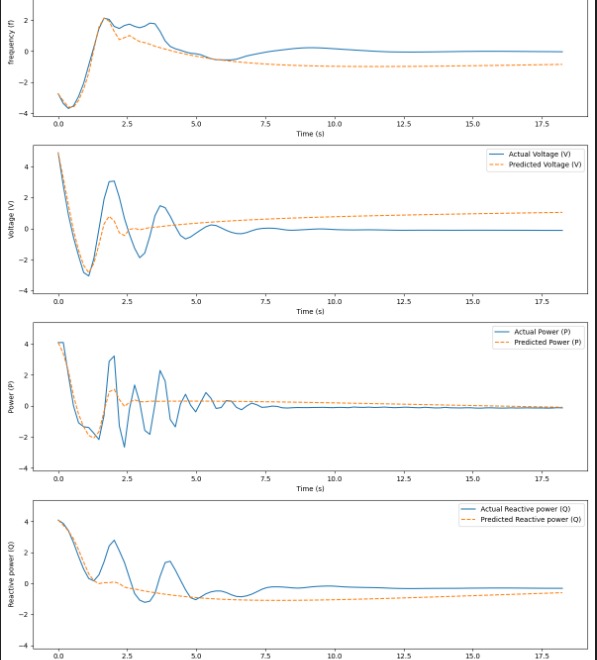 frequency (f)
2
0
−2
−4
0.0 2.5 5.0 7.5 10.0 12.5 15.0 17.5
Time (s)
Actual Voltage (V)
Predicted Voltage (V)
Voltage (V)
4
2
0
−2
−4
0.0 2.5 5.0 7.5 10.0 12.5 15.0 17.5
Time (s)
Actual Power (P)
Predicted Power (P)
Power (P)
4
2
0
−2
−4
0.0 2.5 5.0 7.5 10.0 12.5 15.0 17.5
Time (s)
Actual Reactive power (Q)
Predicted Reactive power (Q)
Reactive power (Q)
4
2
0
−2
−4
0.0 2.5 5.0 7.5 10.0 12.5 15.0 17.5